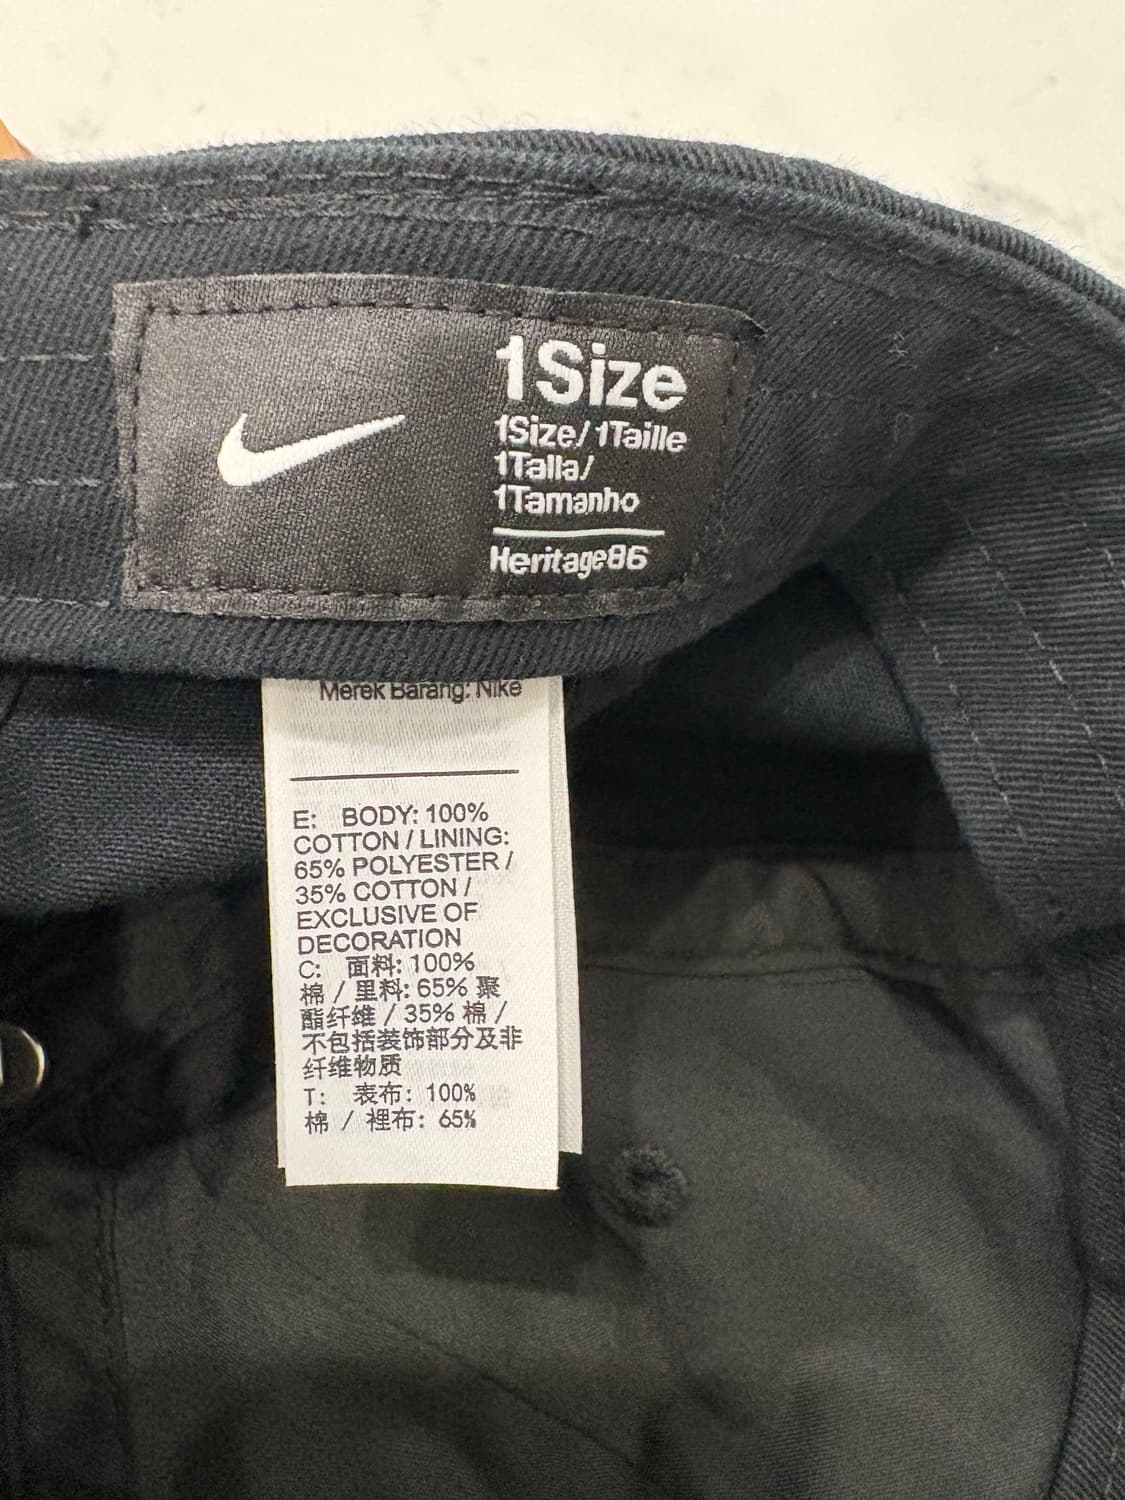 1Size
1Size/1Taille
1Talla/
1Tamanho
Heritage86
Merek Barang: Nike
E: BODY: 100%
COTTON / LINING:
65% POLYESTER /
35% COTTON /
EXCLUSIVE OF
DECORATION
C: 面料: 100%
棉 / 里料: 65% 聚
酯纤维 / 35% 棉 /
不包括装饰部分及非
纤维物质
T: 表布: 100%
棉 / 裡布: 65%